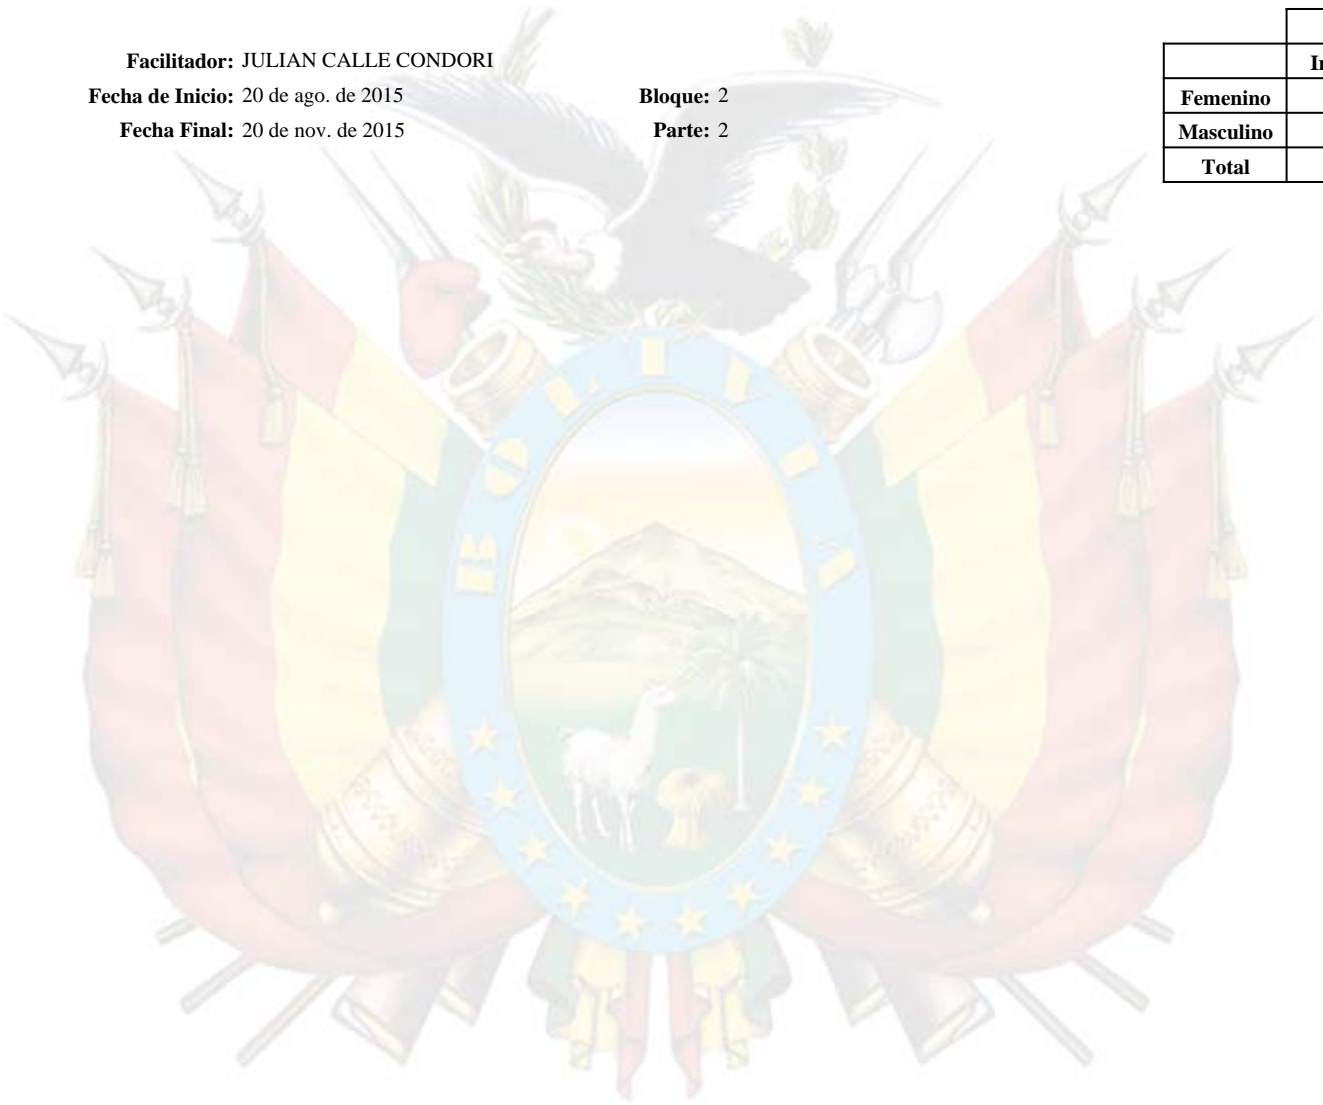 Facilitador: JULIAN CALLE CONDORI
Fecha de Inicio: 20 de ago. de 2015 Bloque: 2
Fecha Final: 20 de nov. de 2015 Parte: 2
Femenino
Masculino
Total
BOLIVIA